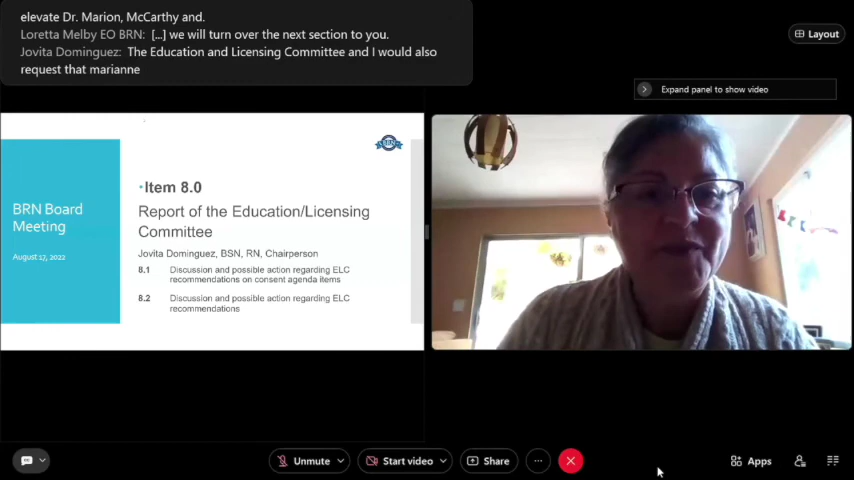 elevate Dr. Marion, McCarthy and.
Loretta Melby EO BRN: [...] we will turn over the next section to you.
Jovita Dominguez: The Education and Licensing Committee and I would also
request that marianne
Layout
Expand panel to show video
BRN
•Item 8.0
Report of the Education/Licensing
Committee
BRN Board
Meeting
August 17, 2022
Jovita Dominguez, BSN, RN, Chairperson
8.1 Discussion and possible action regarding ELC
recommendations on consent agenda items
8.2 Discussion and possible action regarding ELC
recommendations
Unmute
Start video
Share
Apps